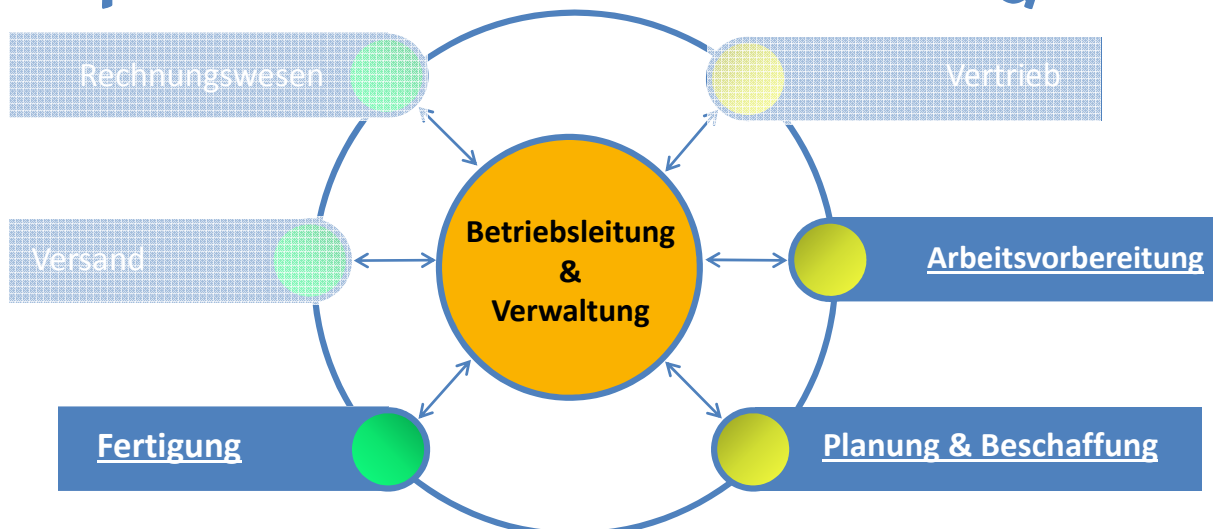 Rechnungswesen
Vertrieb
Betriebsleitung
&
Verwaltung
Versand
Arbeitsvorbereitung
Fertigung
Planung & Beschaffung